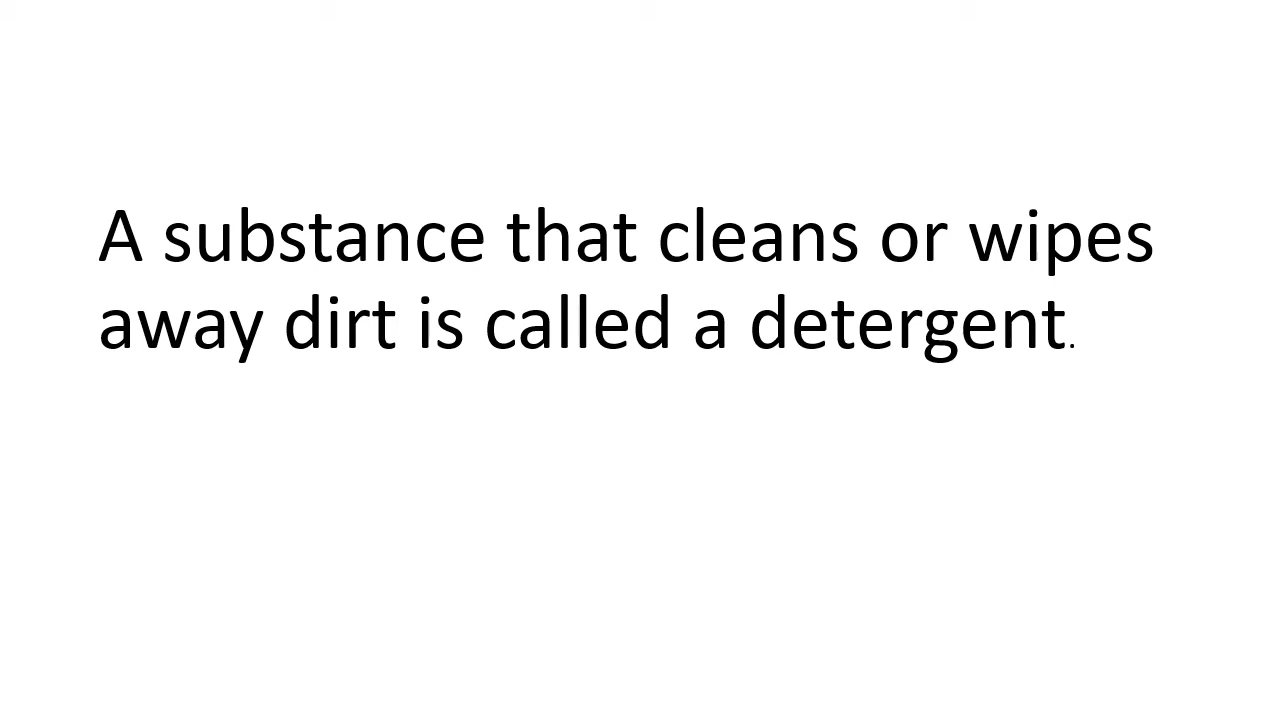 A substance that cleans or wipes
away dirt is called a detergent.